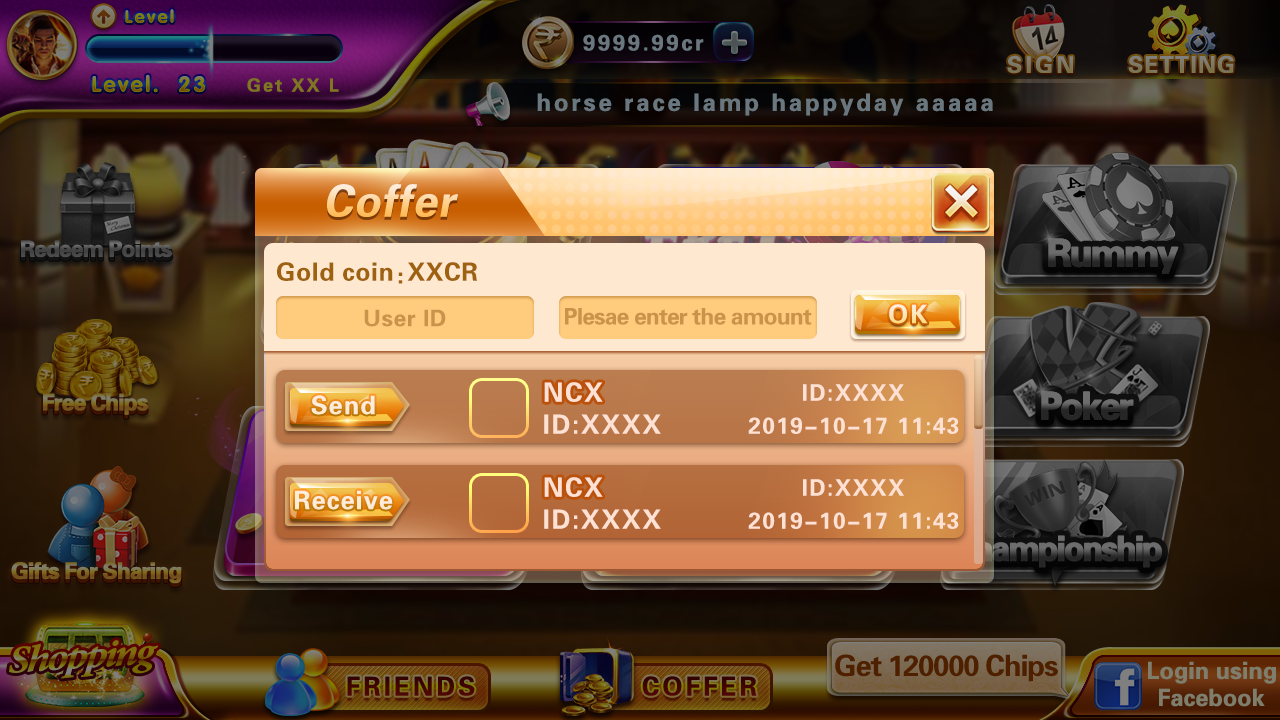 Level
Level. 23
Get XX L
9999.99cr
14
SIGN
SETTING
horse race lamp happyday aaaaa
Redeem Points
Free Chips
Gifts For Sharing
Coffer
Gold coin:XXCR
User ID
Plesae enter the amount
OK
Send
NCX
ID:XXXX
ID:XXXX
2019-10-17 11:43
Receive
NCX
ID:XXXX
ID:XXXX
2019-10-17 11:43
Rummy
Poker
WIN
ampionship
Shopping
FRIENDS
COFFER
Get 120000 Chips
f
Login using
Facebook